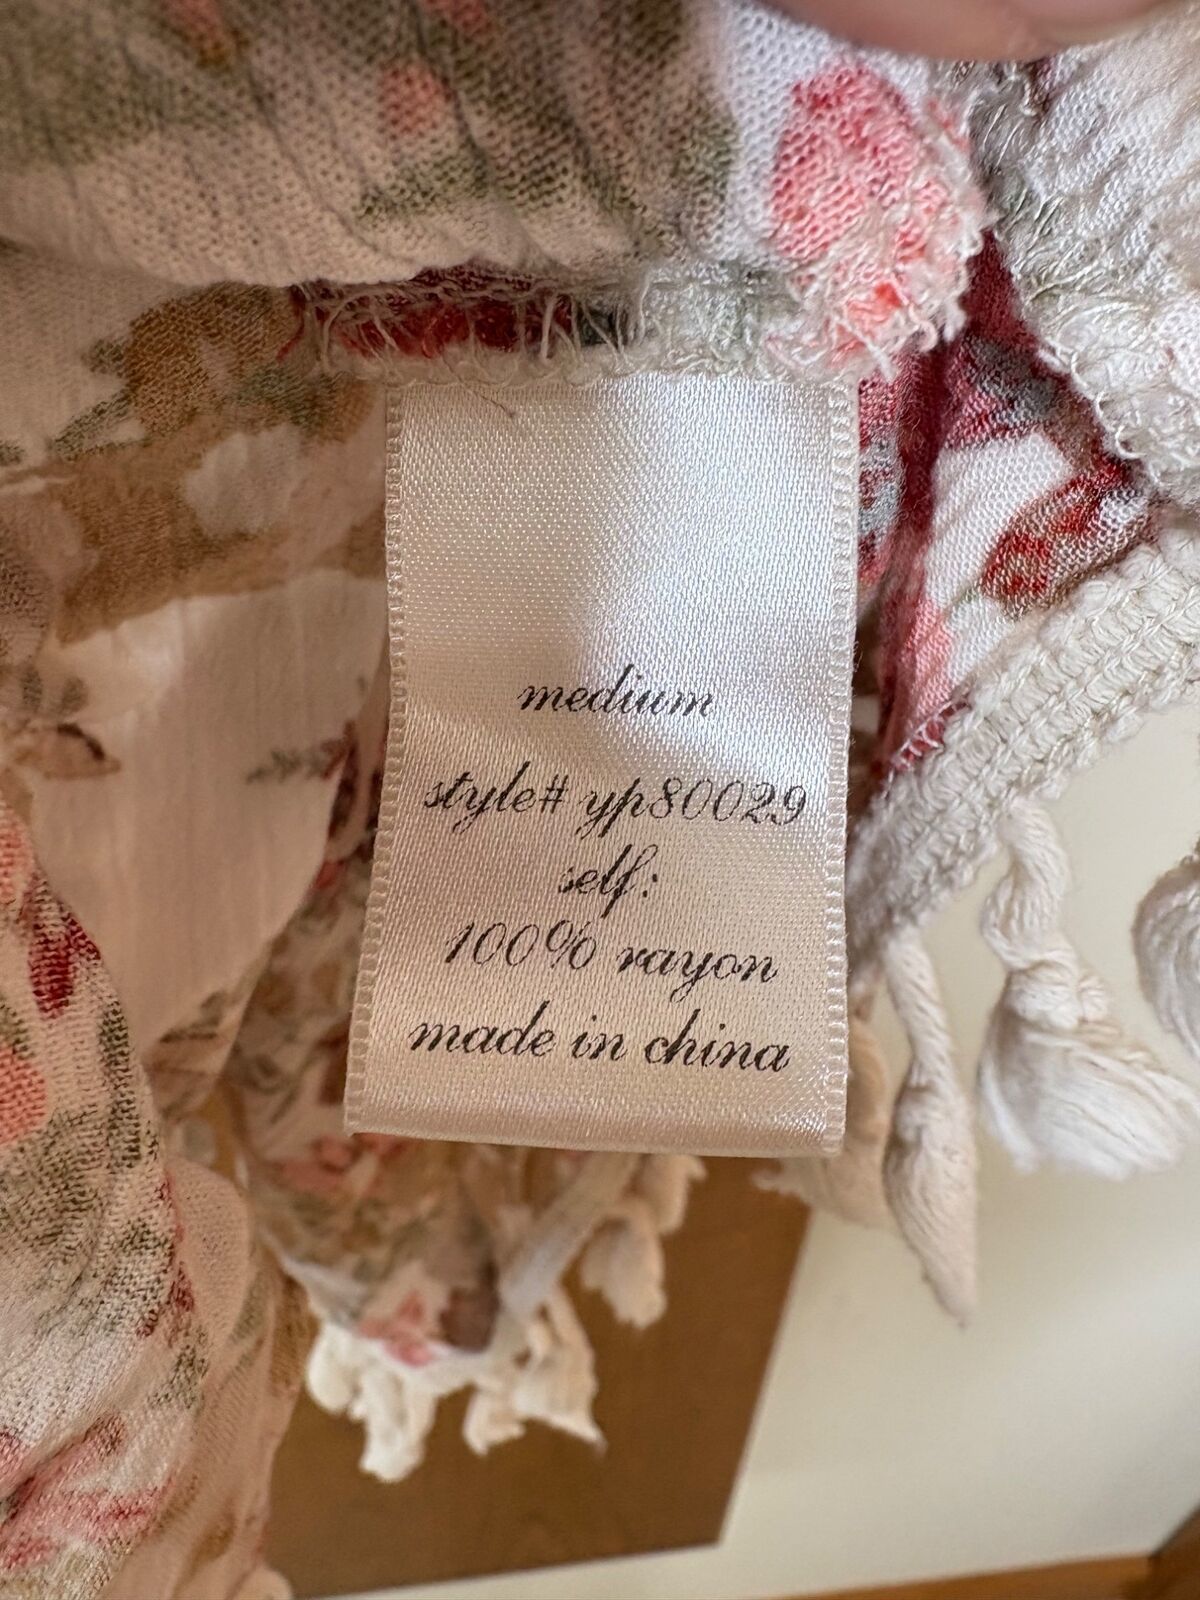 medium
style# yp80029
self:
100% rayon
made in china